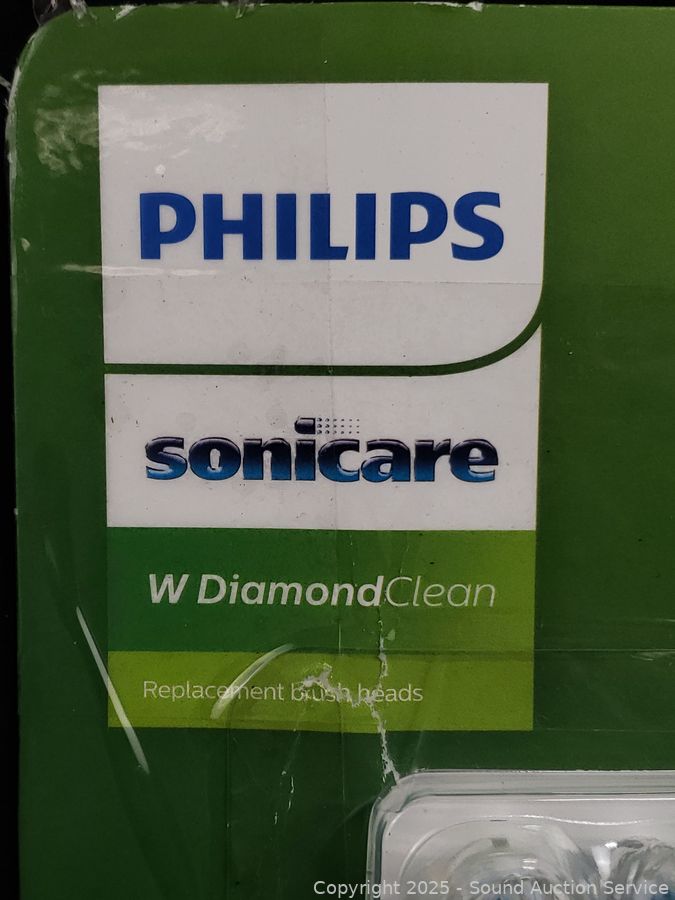 PHILIPS
sonicare
W DiamondClean
Replacement brush heads
Copyright 2025 - Sound Auction Service